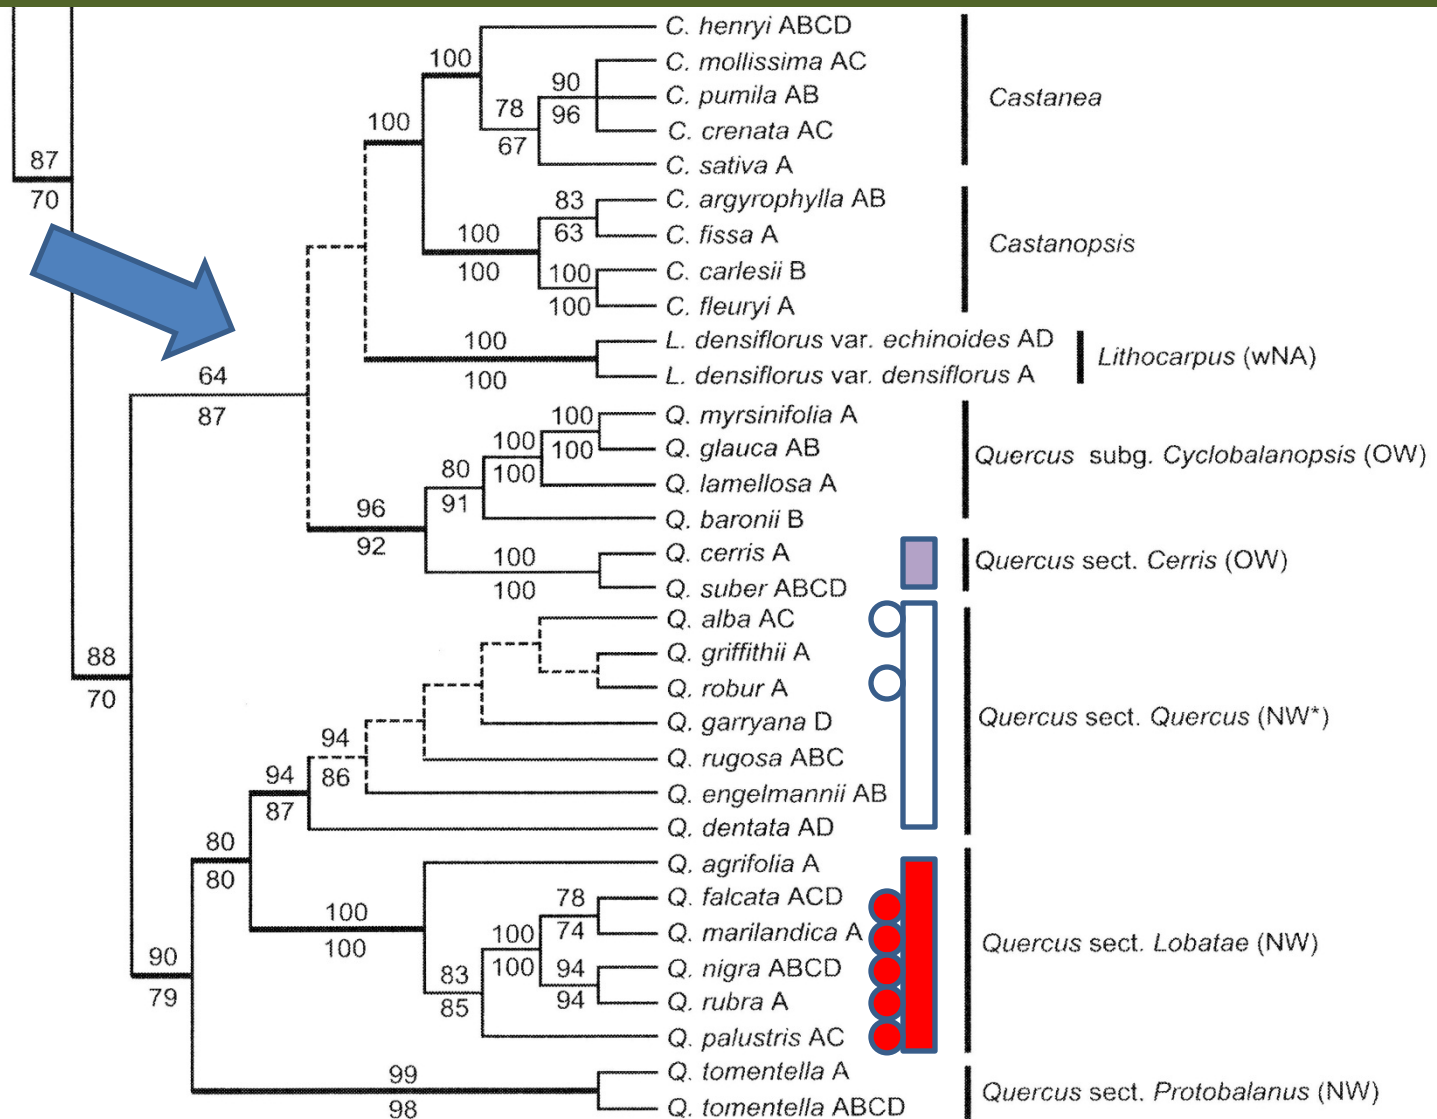 C. henryi ABCD
100
C. mollissima AC
90
C. pumila AB
Castanea
78
96
100
C. crenata AC
67
87
C. sativa A
70
83
C. argyrophylla AB
100
63
C. fissa A
Castanopsis
100
100
C. carlesii B
100
C. fleuryi A
100
L. densiflorus var. echinoides AD
Lithocarpus (wNA)
100
L. densiflorus var. densiflorus A
64
87
100
Q. myrsinifolia A
100
100
Q. glauca AB
Quercus subg. Cyclobalanopsis (OW)
80
100
Q. lamellosa A
91
96
Q. baronii B
92
100
Q. cerris A
Quercus sect. Cerris (OW)
100
Q. suber ABCD
Q. alba AC
88
Q. griffithii A
70
Q. robur A
Q. garryana D
Quercus sect. Quercus (NW*)
94
Q. rugosa ABC
94
86
Q. engelmannii AB
87
Q. dentata AD
80
80
Q. agrifolia A
78
Q. falcata ACD
100
74
Q. marilandica A
100
100
Quercus sect. Lobatae (NW)
90
83
100
94
Q. nigra ABCD
79
85
94
Q. rubra A
Q. palustris AC
99
Q. tomentella A
98
Q. tomentella ABCD
Quercus sect. Protobalanus (NW)